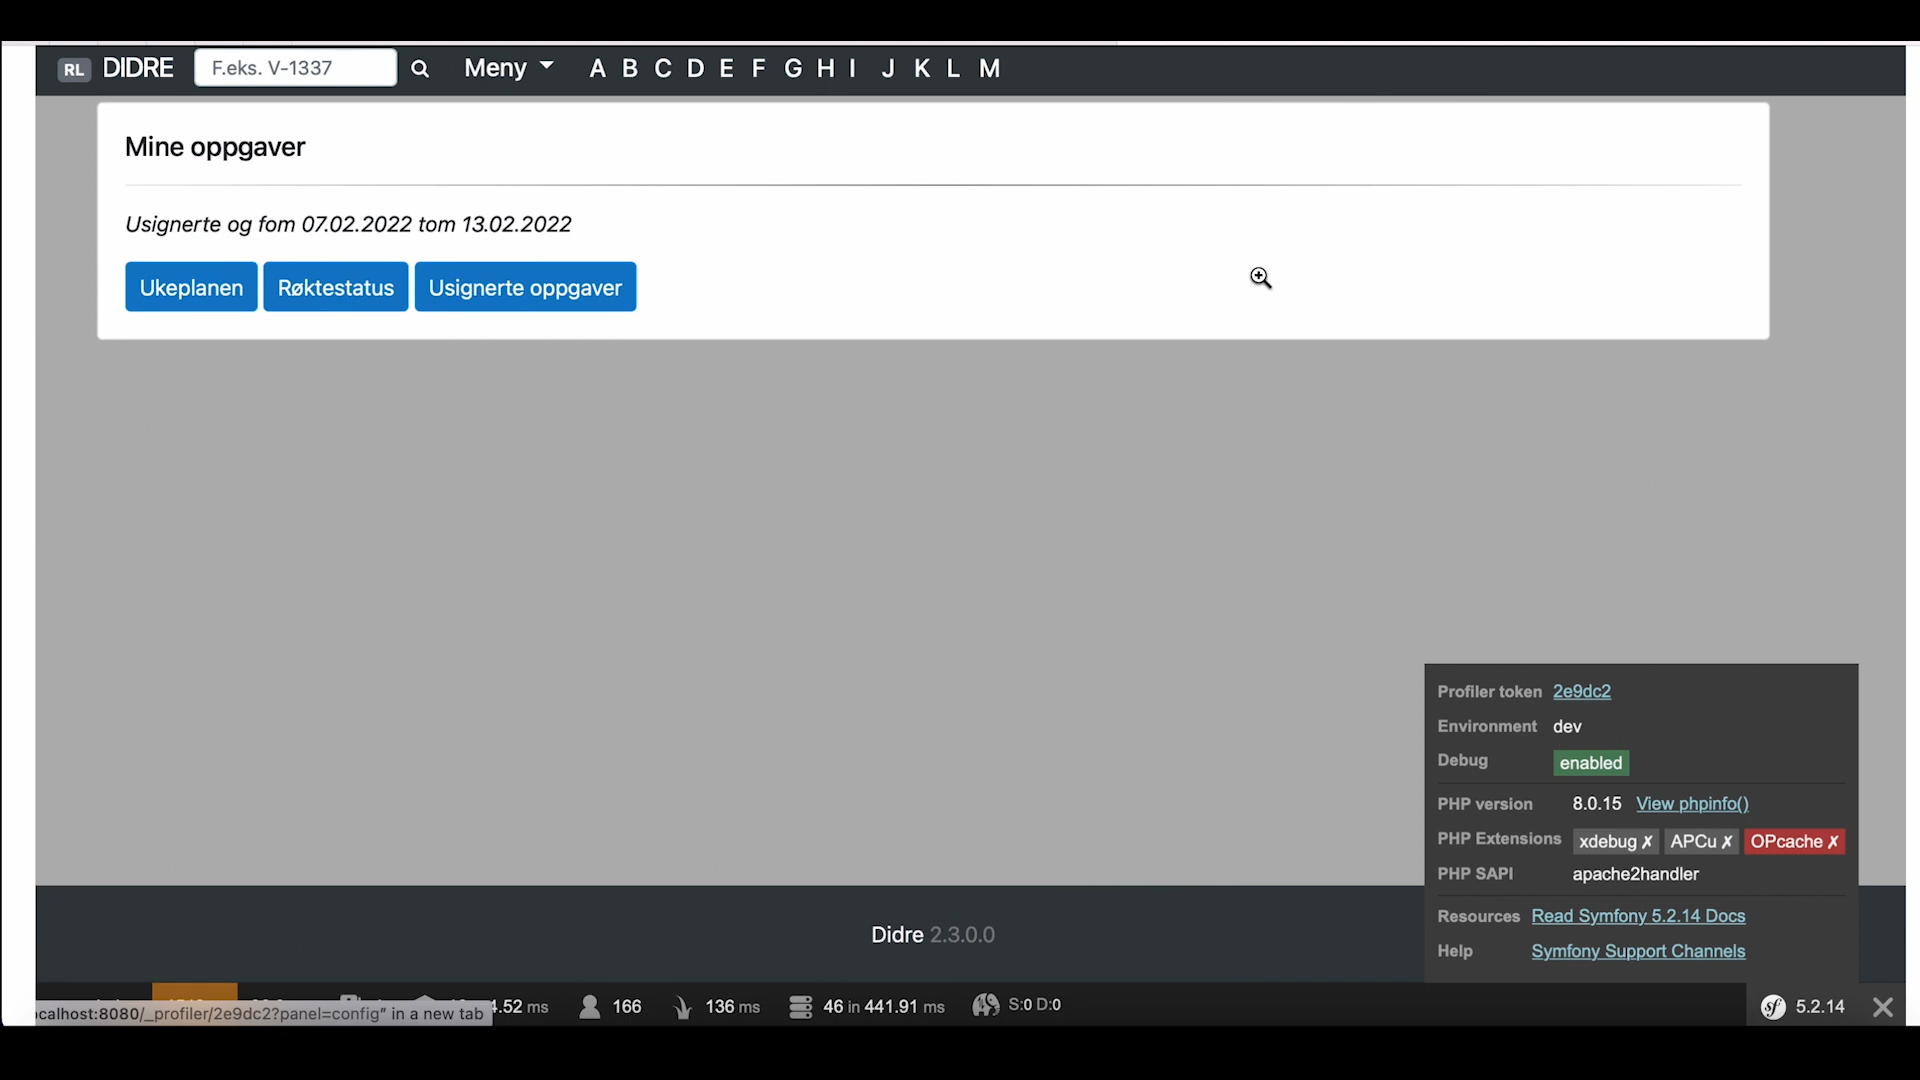 RL DIDRE F.eks. V-1337 Meny A B C D E F G H I J K L M
Mine oppgaver
Usignerte og fom 07.02.2022 tom 13.02.2022
Ukeplanen Røktestatus Usignerte oppgaver
Profiler token 2e9dc2
Environment dev
Debug enabled
PHP version 8.0.15 View phpinfo()
PHP Extensions xdebug ✗ APCu ✗ OPcache ✗
PHP SAPI apache2handler
Resources Read Symfony 5.2.14 Docs
Help Symfony Support Channels
Didre 2.3.0.0
calhost:8080/_profiler/2e9dc2?panel=config" in a new tab 4.52 ms 166 136 ms 46 in 441.91 ms S:0 D:0 sf 5.2.14